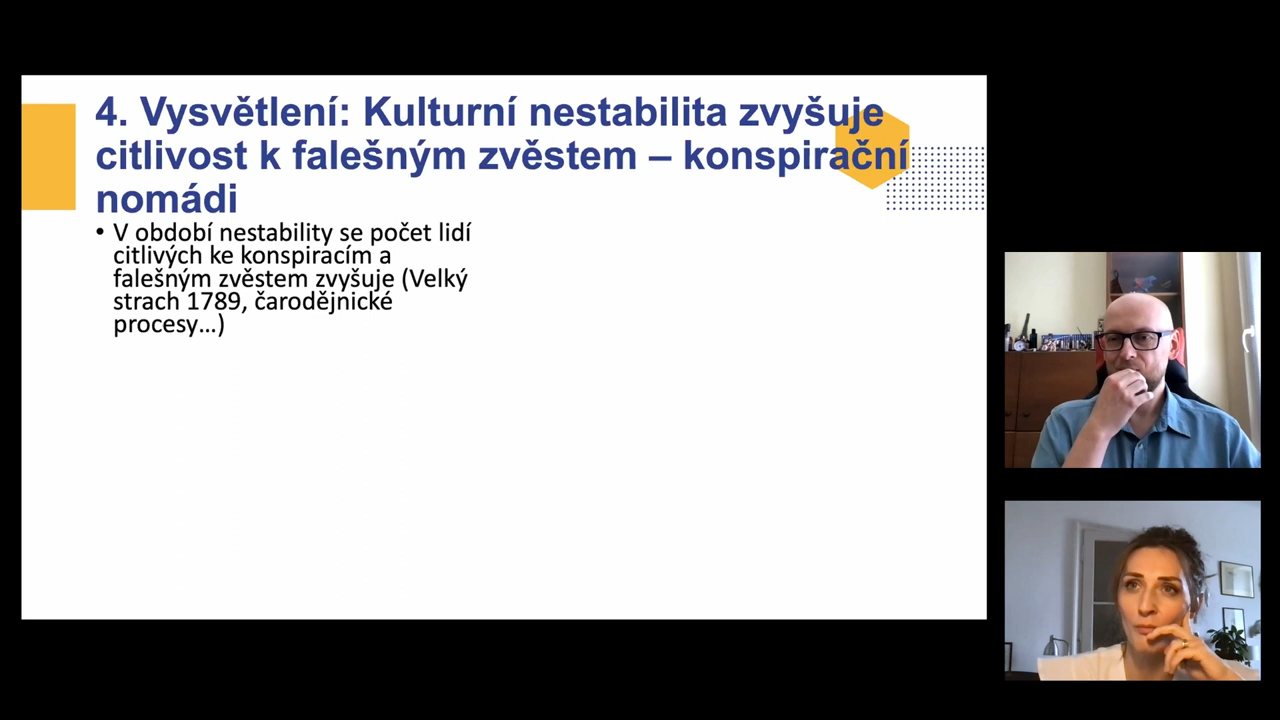 4. Vysvětlení: Kulturní nestabilita zvyšuje
citlivost k falešným zvěstem – konspirační
nomádi
• V období nestability se počet lidí
citlivých ke konspiracím a
falešným zvěstem zvyšuje (Velký
strach 1789, čarodějnické
procesy…)